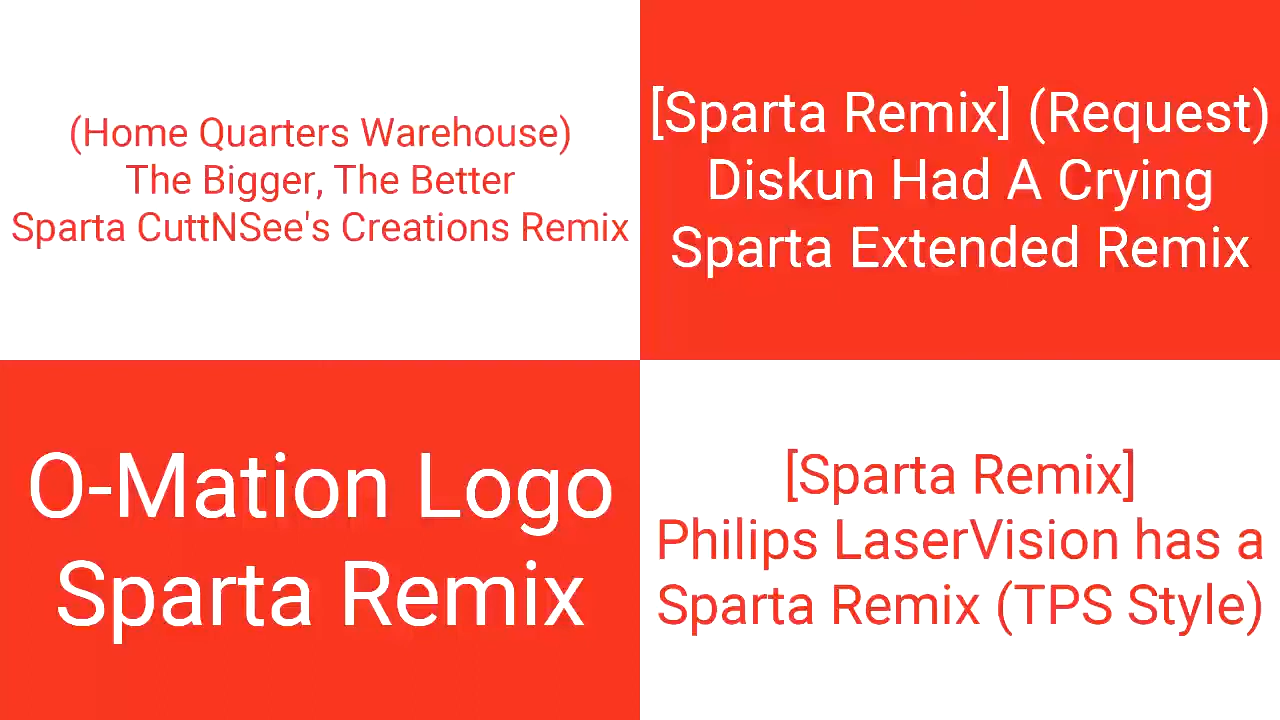 (Home Quarters Warehouse)
The Bigger, The Better
Sparta CuttNSee's Creations Remix
[Sparta Remix] (Request)
Diskun Had A Crying
Sparta Extended Remix
O-Mation Logo
Sparta Remix
[Sparta Remix]
Philips LaserVision has a
Sparta Remix (TPS Style)